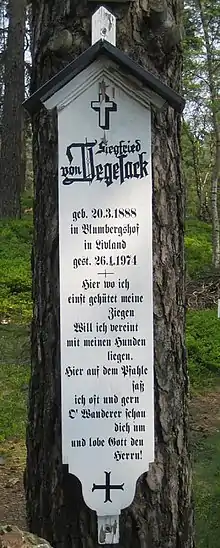 Siegfried
von Vegesack
geb. 20.3.1888
in Blumbergshof
in Livland
gest. 26.1.1974
Hier wo ich
einst gehütet meine
Ziegen
Will ich vereint
mit meinen Hunden
liegen.
Hier auf dem Pfahle
saß
ich oft und gern
O' Wanderer schau
dich um
und lobe Gott den
Herrn!